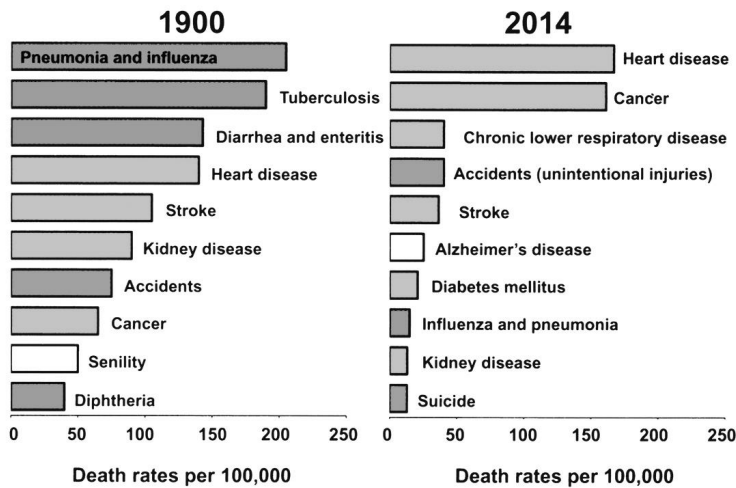 1900
Pneumonia and influenza
Tuberculosis
Diarrhea and enteritis
Heart disease
Stroke
Kidney disease
Accidents
Cancer
Senility
Diphtheria
0 50 100 150 200 250
Death rates per 100,000
2014
Heart disease
Cancer
Chronic lower respiratory disease
Accidents (unintentional injuries)
Stroke
Alzheimer's disease
Diabetes mellitus
Influenza and pneumonia
Kidney disease
Suicide
0 50 100 150 200 250
Death rates per 100,000